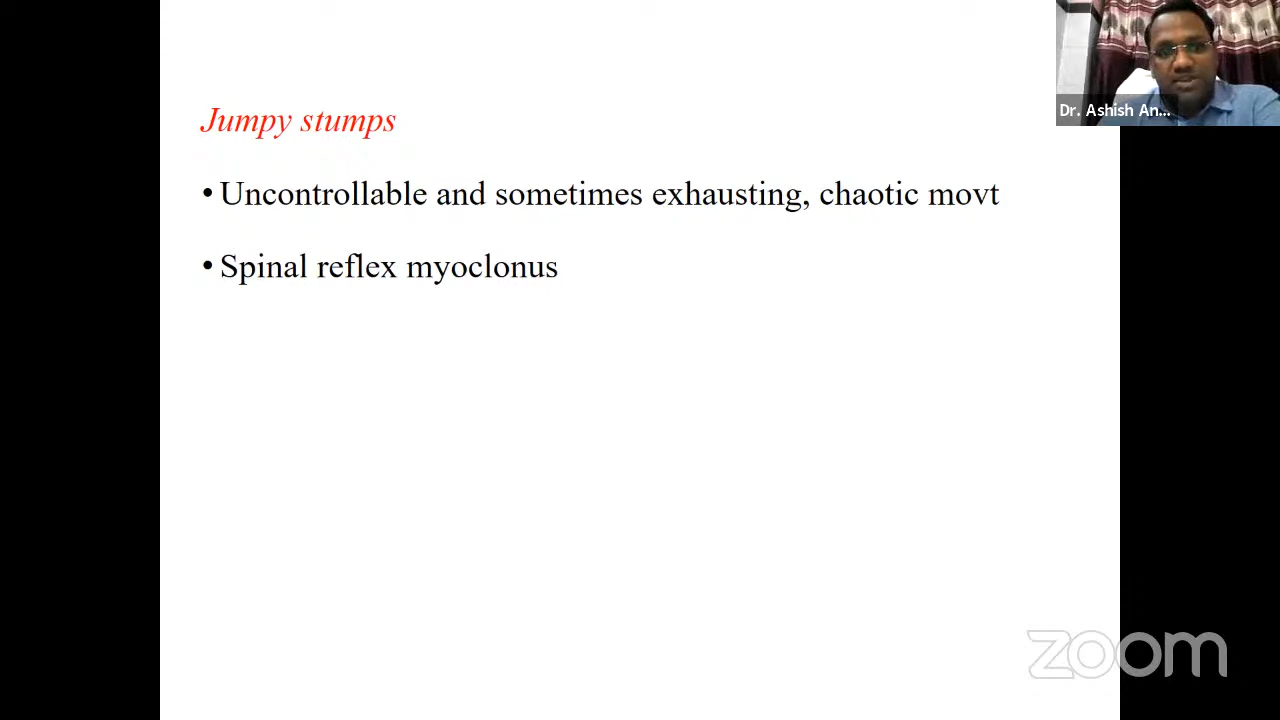 Jumpy stumps
• Uncontrollable and sometimes exhausting, chaotic movt
• Spinal reflex myoclonus
Dr. Ashish An...
zoom